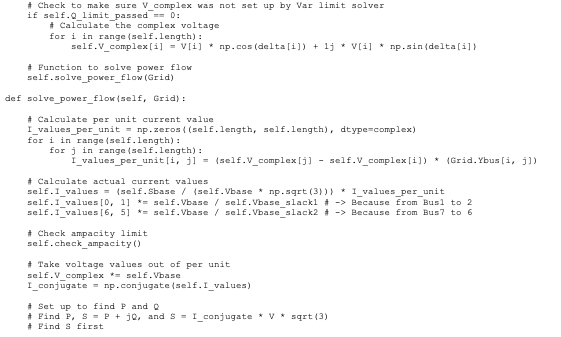 # Check to make sure V_complex was not set up by Var limit solver
if self.Q_limit_passed == 0:
# Calculate the complex voltage
for i in range(self.length):
self.V_complex[i] = V[i] * np.cos(delta[i]) + 1j * V[i] * np.sin(delta[i])
# Function to solve power flow
self.solve_power_flow(Grid)
def solve_power_flow(self, Grid):
# Calculate per unit current value
I_values_per_unit = np.zeros((self.length, self.length), dtype=complex)
for i in range(self.length):
for j in range(self.length):
I_values_per_unit[i, j] = (self.V_complex[j] - self.V_complex[i]) * (Grid.Ybus[i, j])
# Calculate actual current values
self.I_values = (self.Sbase / (self.Vbase * np.sqrt(3))) * I_values_per_unit
self.I_values[0, 1] *= self.Vbase / self.Vbase_slack1 # -> Because from Bus1 to 2
self.I_values[6, 5] *= self.Vbase / self.Vbase_slack2 # -> Because from Bus7 to 6
# Check ampacity limit
self.check_ampacity()
# Take voltage values out of per unit
self.V_complex *= self.Vbase
I_conjugate = np.conjugate(self.I_values)
# Set up to find P and Q
# Find P, S = P + jQ, and S = I_conjugate * V * sqrt(3)
# Find S first